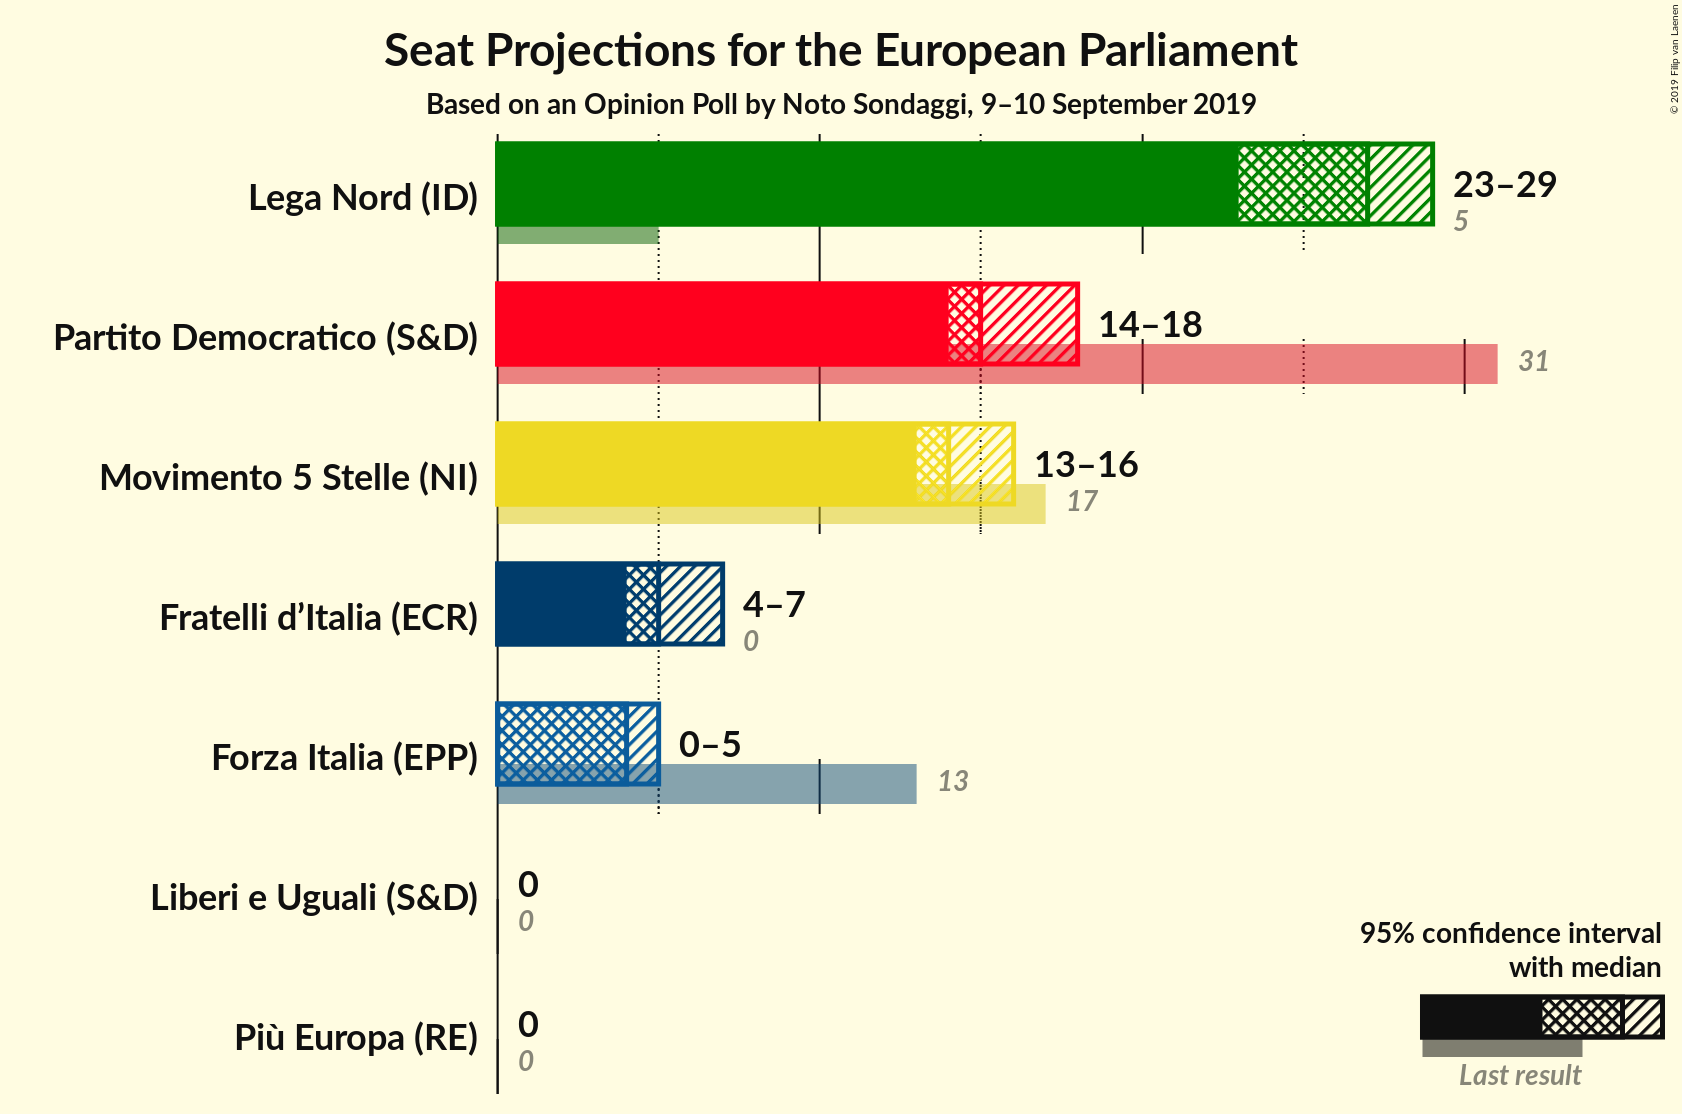 Seat Projections for the European Parliament
Based on an Opinion Poll by Noto Sondaggi, 9–10 September 2019
© 2019 Filip van Laenen
Lega Nord (ID)
23–29
5
Partito Democratico (S&D)
14–18
31
Movimento 5 Stelle (NI)
13–16
17
Fratelli d’Italia (ECR)
4–7
0
Forza Italia (EPP)
0–5
13
Liberi e Uguali (S&D)
0
0
Più Europa (RE)
0
0
95% confidence interval
with median
Last result